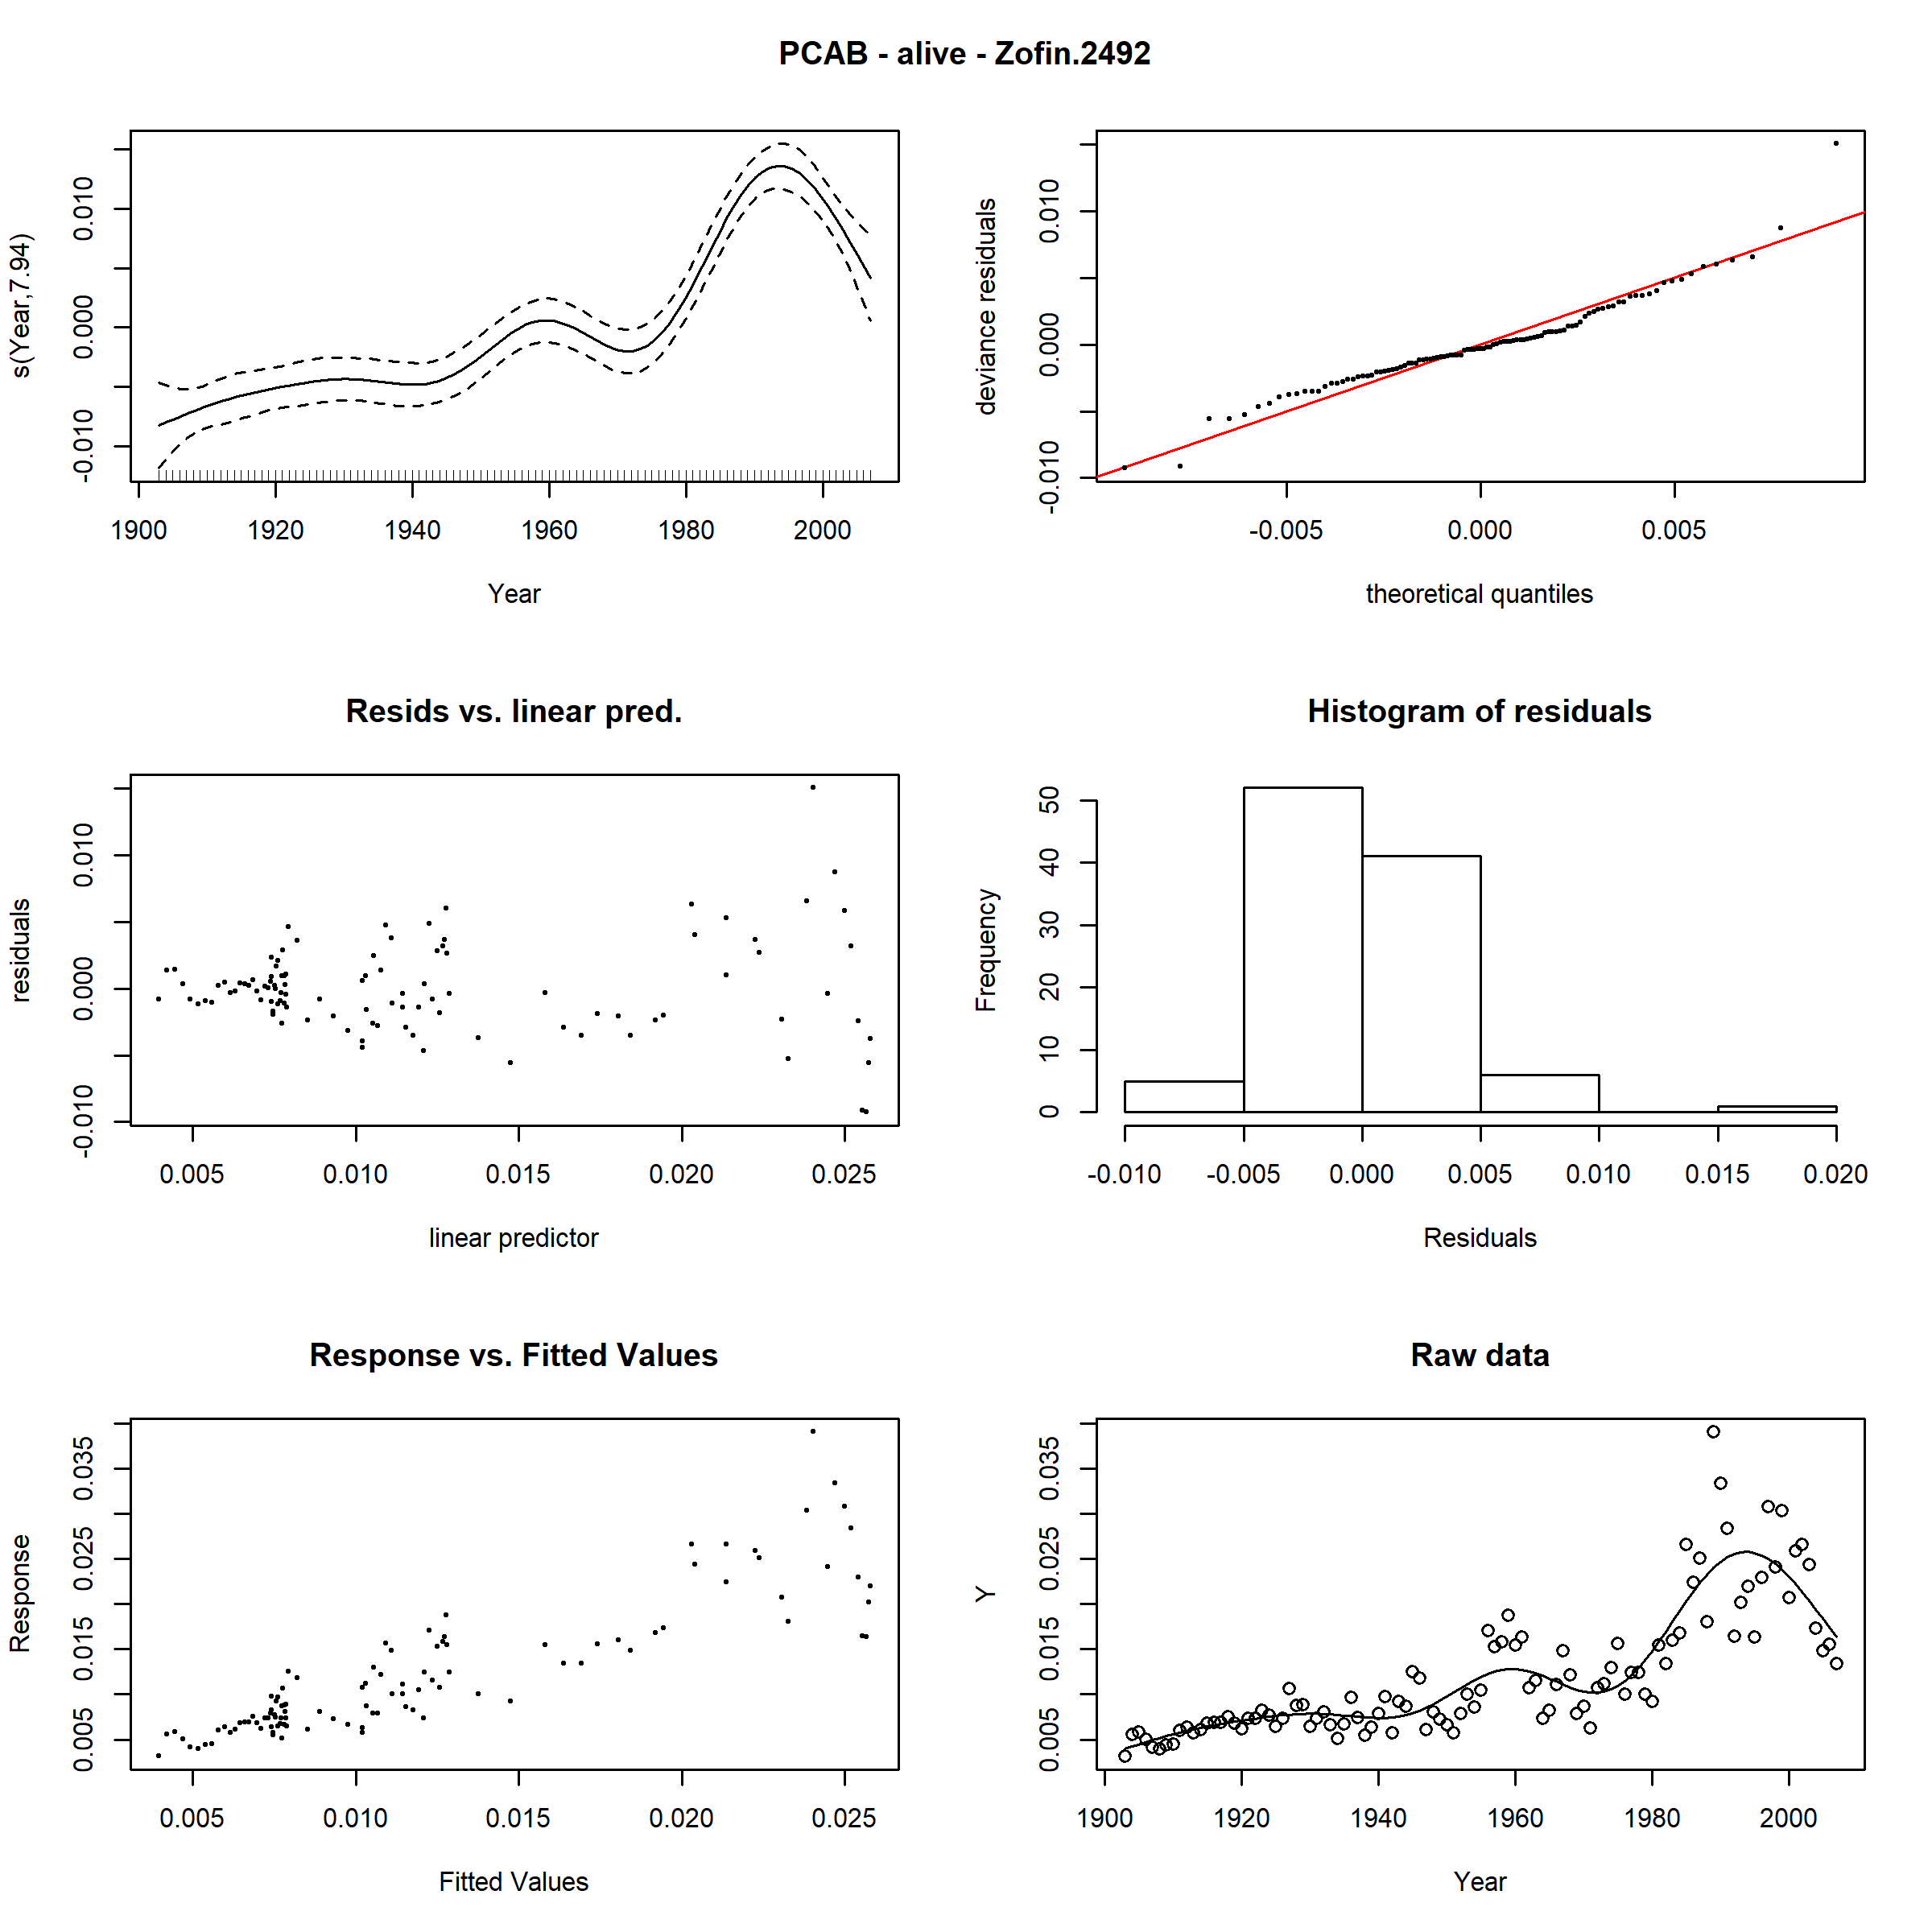 PCAB - alive - Zofin.2492
s(Year,7.94)
-0.010 0.000 0.010
1900 1920 1940 1960 1980 2000
Year
deviance residuals
-0.010 0.000 0.010
-0.005 0.000 0.005
theoretical quantiles
Resids vs. linear pred.
residuals
-0.010 0.000 0.010
0.005 0.010 0.015 0.020 0.025
linear predictor
Histogram of residuals
Frequency
0 10 20 30 40 50
-0.010 -0.005 0.000 0.005 0.010 0.015 0.020
Residuals
Response vs. Fitted Values
Response
0.005 0.015 0.025 0.035
0.005 0.010 0.015 0.020 0.025
Fitted Values
Raw data
Y
0.005 0.015 0.025 0.035
1900 1920 1940 1960 1980 2000
Year